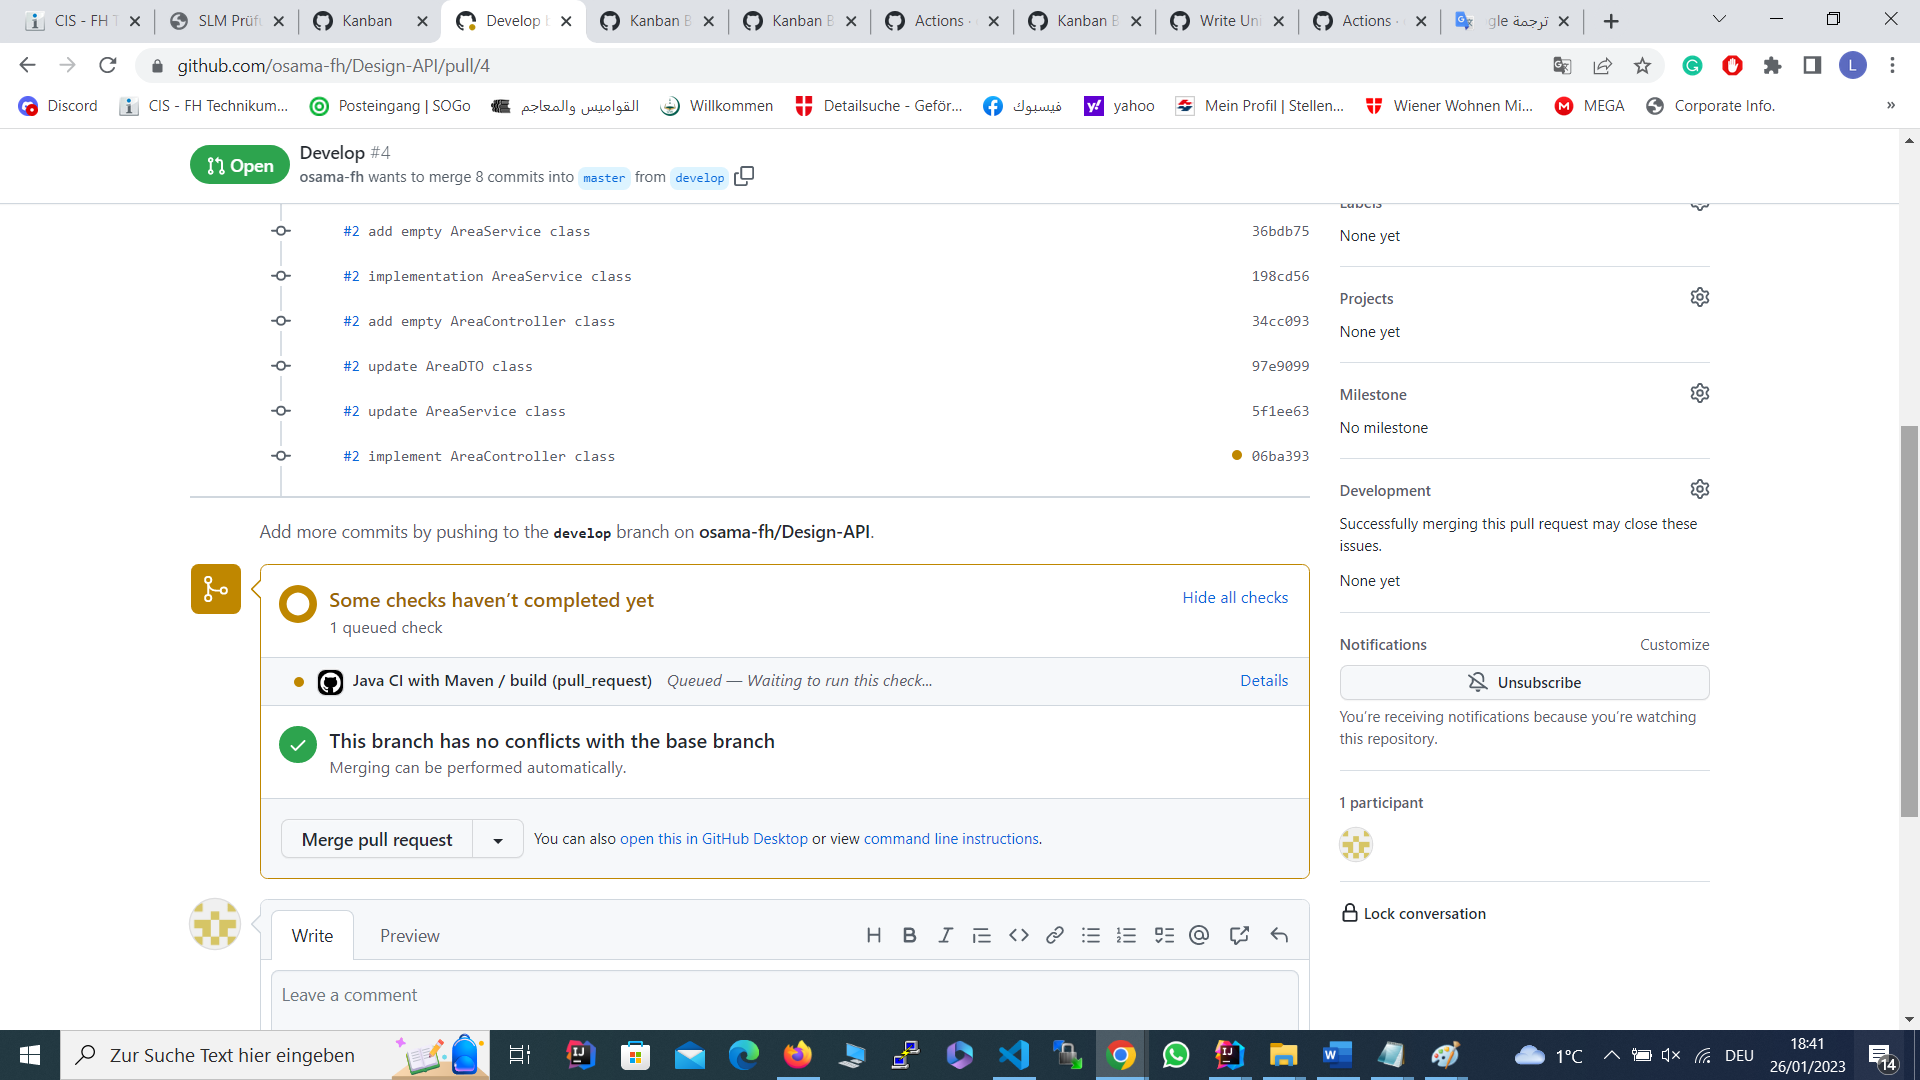 CIS - FH T
SLM Prüf
Kanban
Develop b
Kanban B
Kanban B
Actions ·
Kanban B
Write Uni
Actions ·
ترجمة gle
github.com/osama-fh/Design-API/pull/4
L
Discord
CIS - FH Technikum...
Posteingang | SOGo
القواميس والمعاجم
Willkommen
Detailsuche - Geför...
فيسبوك
yahoo
Mein Profil | Stellen...
Wiener Wohnen Mi...
MEGA
Corporate Info.
»
Open
Develop #4
osama-fh wants to merge 8 commits into master from develop
Labels
None yet
#2 add empty AreaService class 36bdb75
#2 implementation AreaService class 198cd56
#2 add empty AreaController class 34cc093
#2 update AreaDTO class 97e9099
#2 update AreaService class 5f1ee63
#2 implement AreaController class 06ba393
Projects
None yet
Milestone
No milestone
Development
Successfully merging this pull request may close these
issues.
None yet
Add more commits by pushing to the develop branch on osama-fh/Design-API.
Some checks haven't completed yet
1 queued check
Hide all checks
Java CI with Maven / build (pull_request) Queued — Waiting to run this check... Details
This branch has no conflicts with the base branch
Merging can be performed automatically.
Merge pull request
You can also open this in GitHub Desktop or view command line instructions.
Notifications
Customize
Unsubscribe
You're receiving notifications because you're watching
this repository.
1 participant
Lock conversation
Write
Preview
Leave a comment
Zur Suche Text hier eingeben
1°C
DEU
18:41
26/01/2023
14